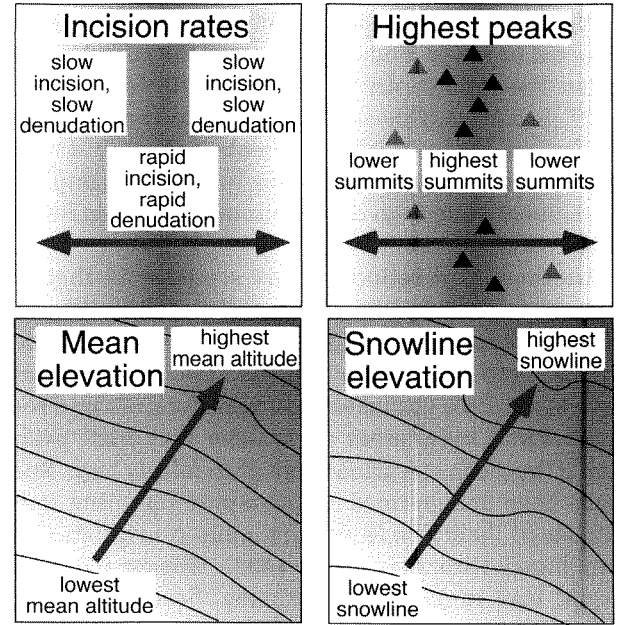 Incision rates
slow
incision,
slow
denudation
slow
incision,
slow
denudation
rapid
incision,
rapid
denudation
Highest peaks
lower
summits
highest
summits
lower
summits
Mean
elevation
highest
mean altitude
lowest
mean altitude
Snowline
elevation
highest
snowline
lowest
snowline